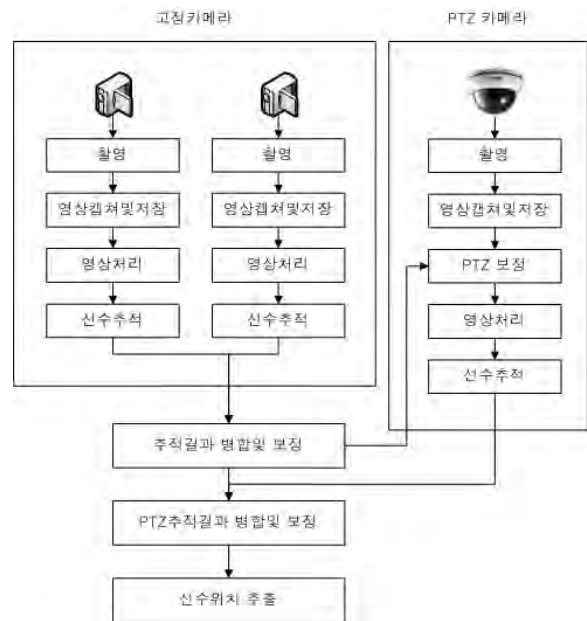 고정카메라
촬영
영상캡쳐및저장
영상처리
선수추적
촬영
영상캡쳐및저장
영상처리
선수추적
PTZ 카메라
촬영
영상캡쳐및저장
PTZ 보정
영상처리
선수추적
추적결과 병합및 보정
PTZ추적결과 병합및 보정
선수위치 추출